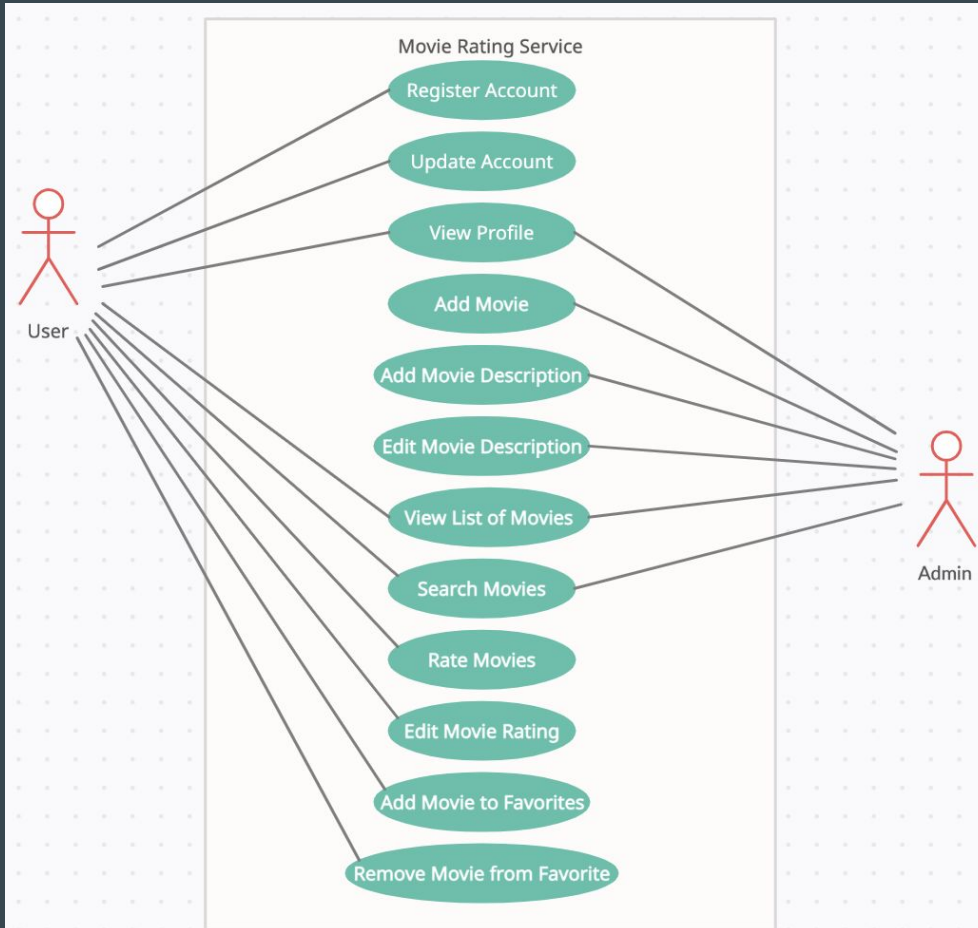 Movie Rating Service
Register Account
Update Account
View Profile
Add Movie
User
Add Movie Description
Edit Movie Description
View List of Movies
Admin
Search Movies
Rate Movies
Edit Movie Rating
Add Movie to Favorites
Remove Movie from Favorite